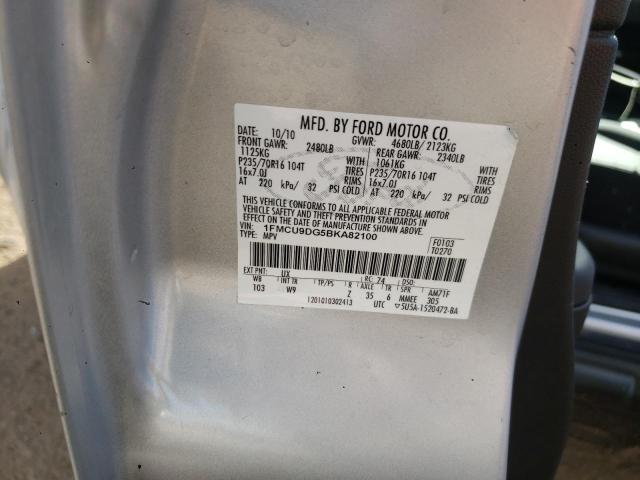 MFD. BY FORD MOTOR CO.
DATE: 10/10 GVWR: 4680LB/ 2123KG
FRONT GAWR: 2480LB REAR GAWR: 2340LB
1125KG WITH 1061KG WITH
P235/70R16 104T TIRES P235/70R16 104T TIRES
16x7.0J RIMS 16x7.0J RIMS
AT 220 kPa/ 32 PSI COLD AT 220 kPa/ 32 PSI COLD
THIS VEHICLE CONFORMS TO ALL APPLICABLE FEDERAL MOTOR
VEHICLE SAFETY AND THEFT PREVENTION STANDARDS IN EFFECT
ON THE DATE OF MANUFACTURE SHOWN ABOVE.
VIN: 1FMCU9DG5BKA82100
TYPE: MPV
F0103
T0270
EXT PNT: UX RC: 74 DSO:
WB INT TR TP/PS R AXLE TR SPR AM71F
103 W9 Z 35 6 MMEE 305
1201010302413 UTC ▽5U5A-1520472-BA